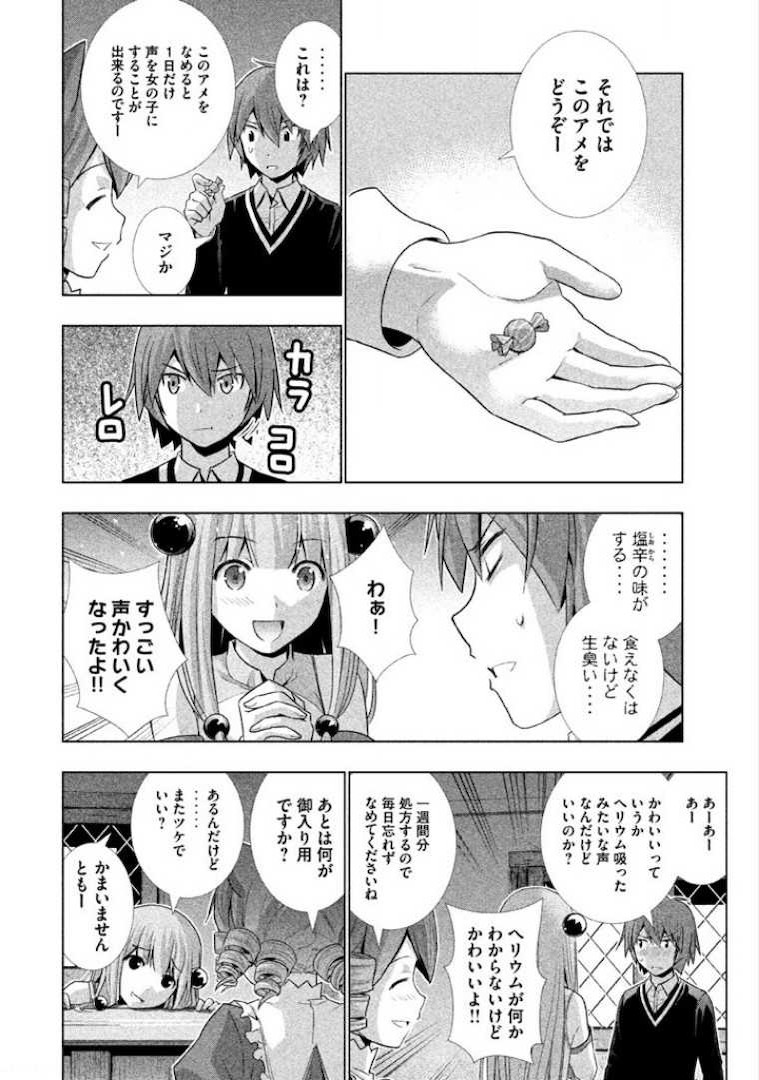 それでは
このアメを
どうぞー
・・・・・・
これは？
このアメを
なめると
１日だけ
声を女の子に
することが
出来るのですー
マジか
カラ
コロ
レロ
・・・・・・・
塩辛の味が
しおから
する・・・・
食えなくは
ないけど
生臭い・・・・
わぁ！
すっごい
声かわいく
なったよ!!
あーあー
あー
かわいいって
いうか
ヘリウム吸った
みたいな声
なんだけど
いいのか？
ヘリウムが何か
わからないけど
かわいいよ!!
一週間分
処方するので
毎日忘れず
なめてくださいね
あとは何が
御入り用
ですか？
あるんだけど
・・・・・
またツケで
いい？
かまいません
ともー